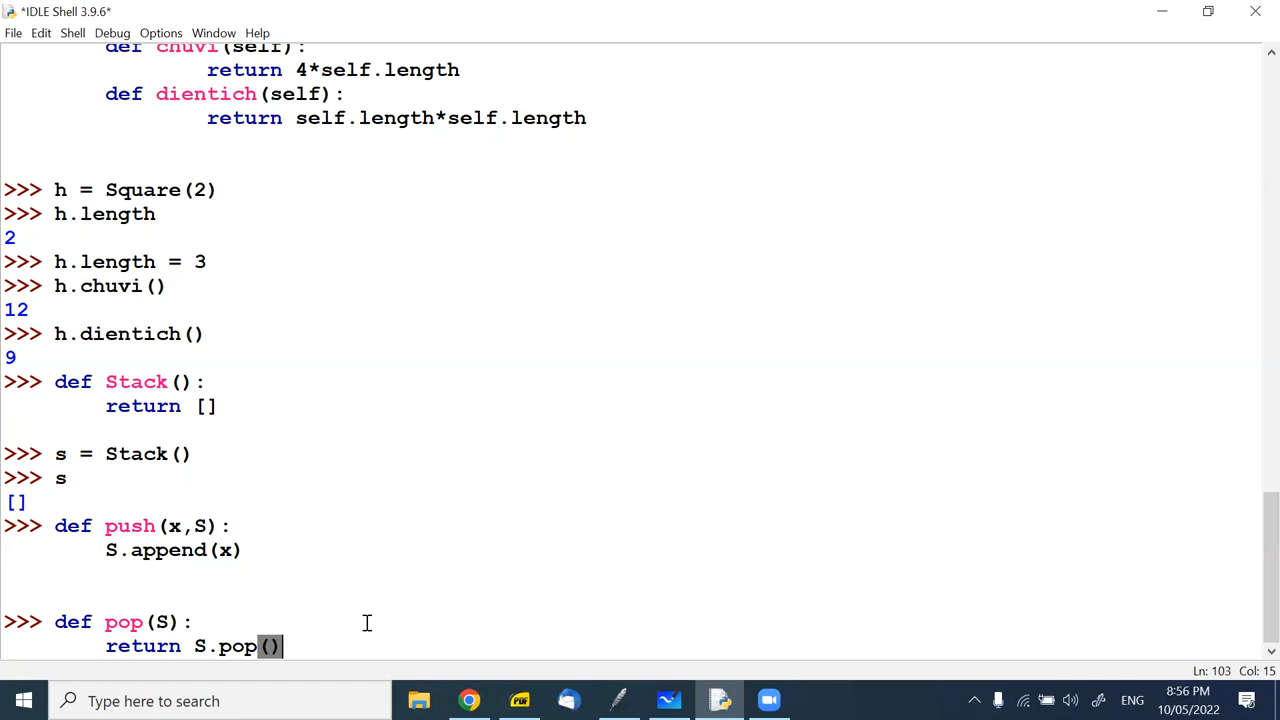 *IDLE Shell 3.9.6*
File Edit Shell Debug Options Window Help
def chuvi(self):
return 4*self.length
def dientich(self):
return self.length*self.length
>>> h = Square(2)
>>> h.length
2
>>> h.length = 3
>>> h.chuvi()
12
>>> h.dientich()
9
>>> def Stack():
return []
>>> s = Stack()
>>> s
[]
>>> def push(x,S):
S.append(x)
>>> def pop(S):
return S.pop()
Ln: 103 Col: 15
Type here to search
PDF
ENG
8:56 PM
10/05/2022